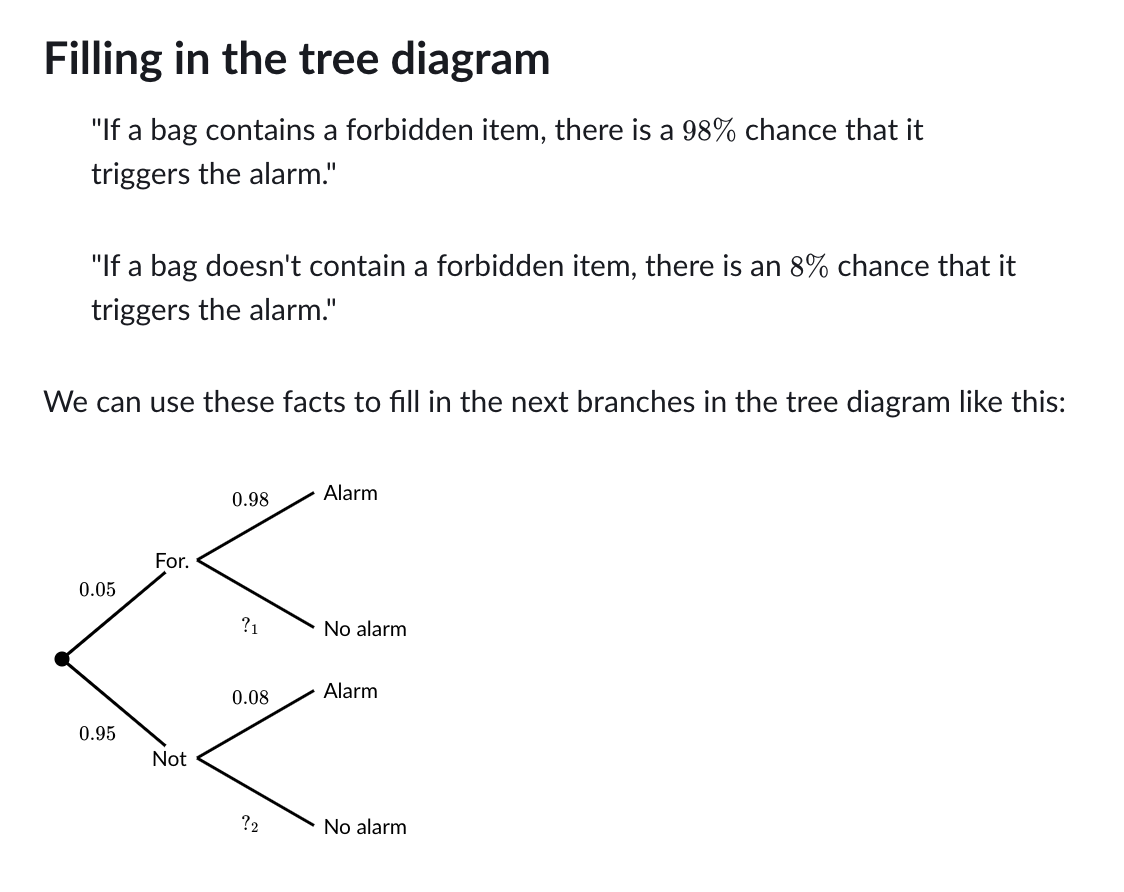 Filling in the tree diagram
"If a bag contains a forbidden item, there is a 98% chance that it
triggers the alarm."
"If a bag doesn't contain a forbidden item, there is an 8% chance that it
triggers the alarm."
We can use these facts to fill in the next branches in the tree diagram like this:
0.98
Alarm
For.
0.05
?₁
No alarm
0.08
Alarm
0.95
Not
?₂
No alarm